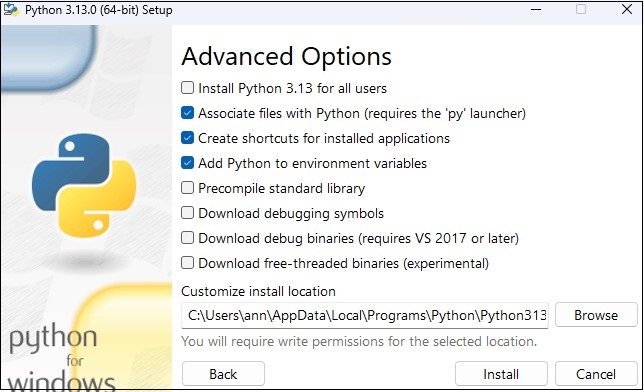 Python 3.13.0 (64-bit) Setup
Advanced Options
Install Python 3.13 for all users
Associate files with Python (requires the 'py' launcher)
Create shortcuts for installed applications
Add Python to environment variables
Precompile standard library
Download debugging symbols
Download debug binaries (requires VS 2017 or later)
Download free-threaded binaries (experimental)
Customize install location
C:\Users\ann\AppData\Local\Programs\Python\Python313
Browse
You will require write permissions for the selected location.
python
for
windows
Back
Install
Cancel